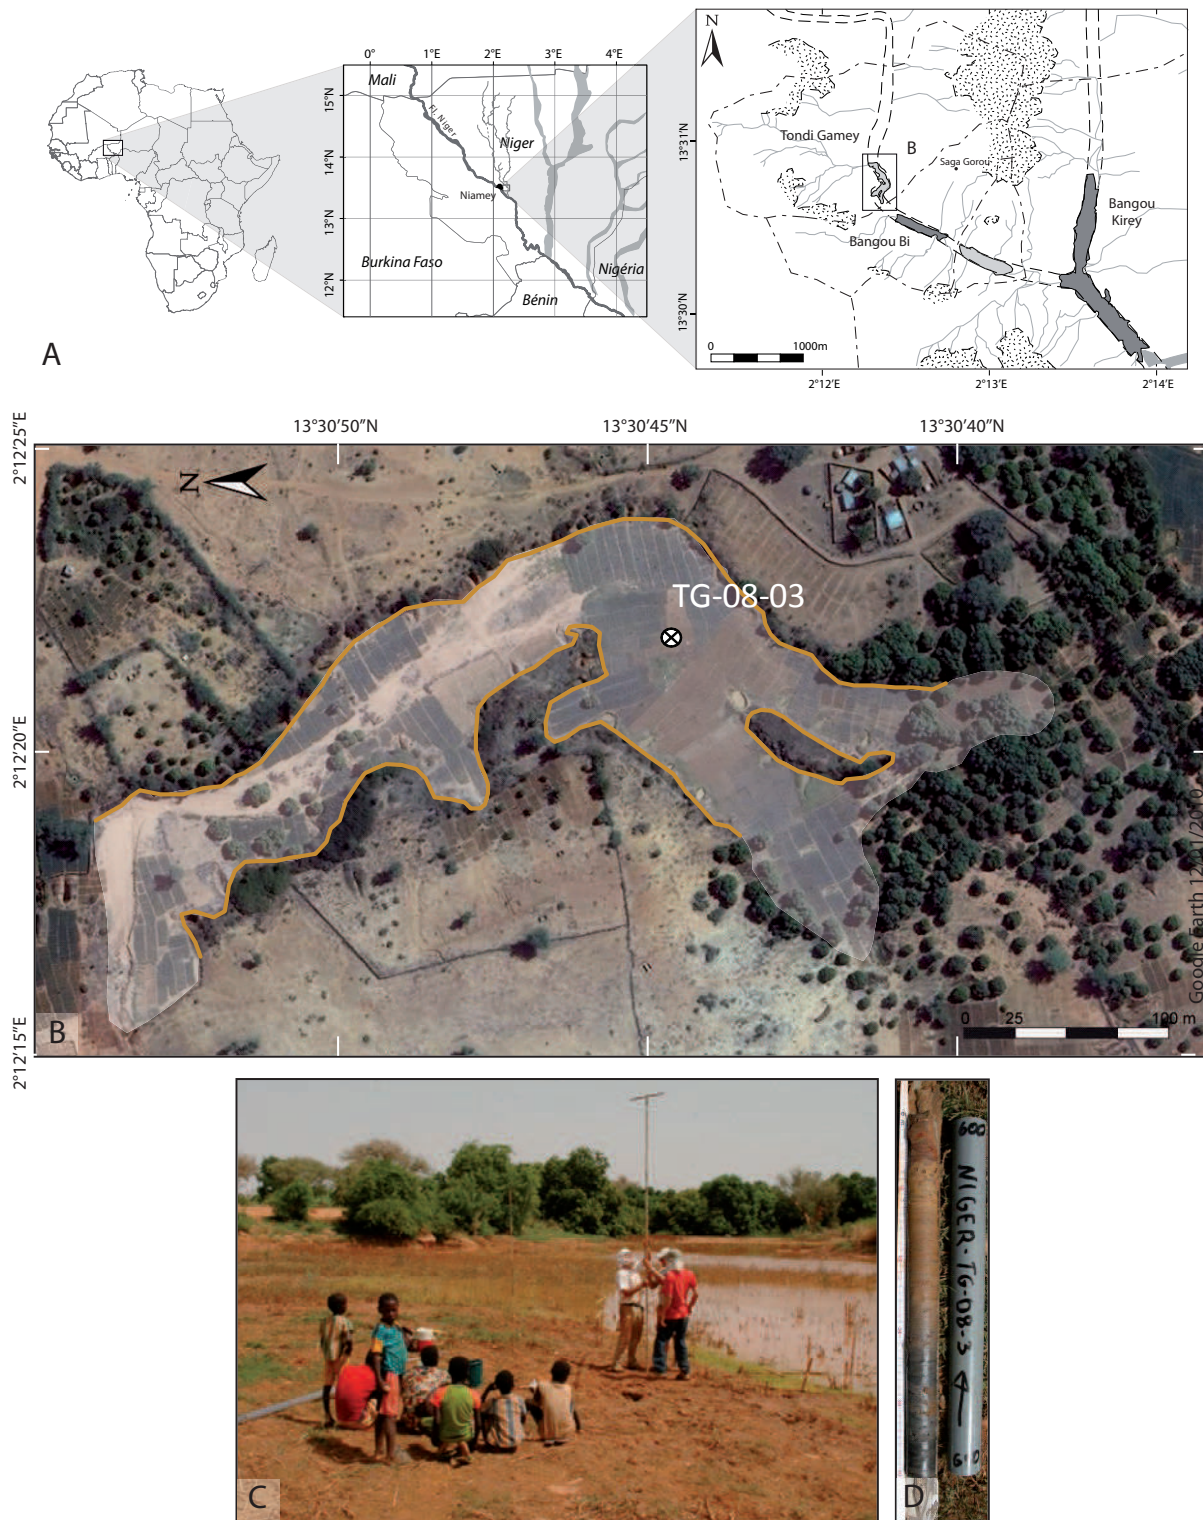 0° 1°E 2°E 3°E 4°E
Mali
15°N
14°N
13°N
12°N
Fl. Niger
Niger
Niamey
Burkina Faso
Nigéria
Bénin
A
N
13°31'N
13°30'N
Tondi Gamey
B
Saga Gorou
Bangou Bi
Bangou
Kirey
0 1000m
2°12'E 2°13'E 2°14'E
13°30'50"N 13°30'45"N 13°30'40"N
2°12'25"E
2°12'20"E
2°12'15"E
N
TG-08-03
0 25 100 m
B
C
D
600
NIGER-TG-08-3